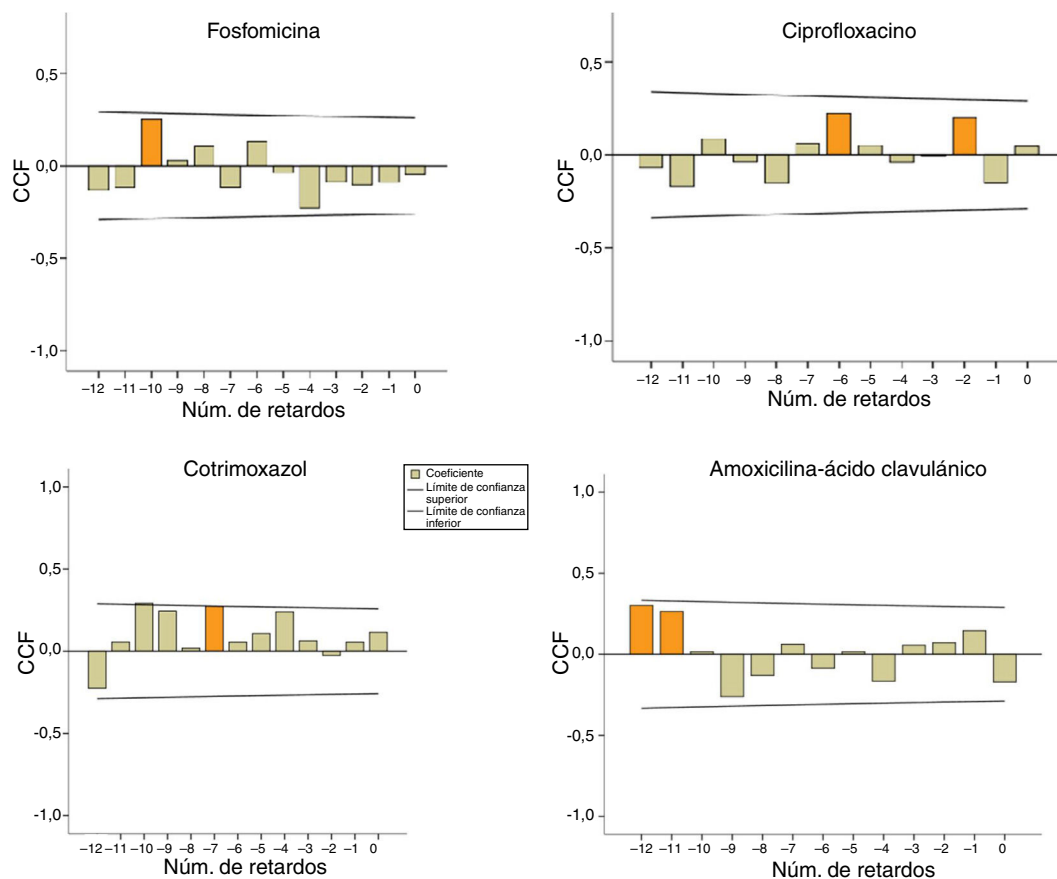 Fosfomicina
0,5
0,0
-0,5
-1,0
CCF
−12 −11 −10 −9 −8 −7 −6 −5 −4 −3 −2 −1 0
Núm. de retardos
Ciprofloxacino
0,5
0,0
-0,5
-1,0
CCF
−12 −11 −10 −9 −8 −7 −6 −5 −4 −3 −2 −1 0
Núm. de retardos
Cotrimoxazol
1,0
0,5
0,0
-0,5
-1,0
CCF
−12 −11 −10 −9 −8 −7 −6 −5 −4 −3 −2 −1 0
Núm. de retardos
Coeficiente
Límite de confianza
superior
Límite de confianza
inferior
Amoxicilina-ácido clavulánico
1,0
0,5
0,0
-0,5
-1,0
CCF
−12 −11 −10 −9 −8 −7 −6 −5 −4 −3 −2 −1 0
Núm. de retardos